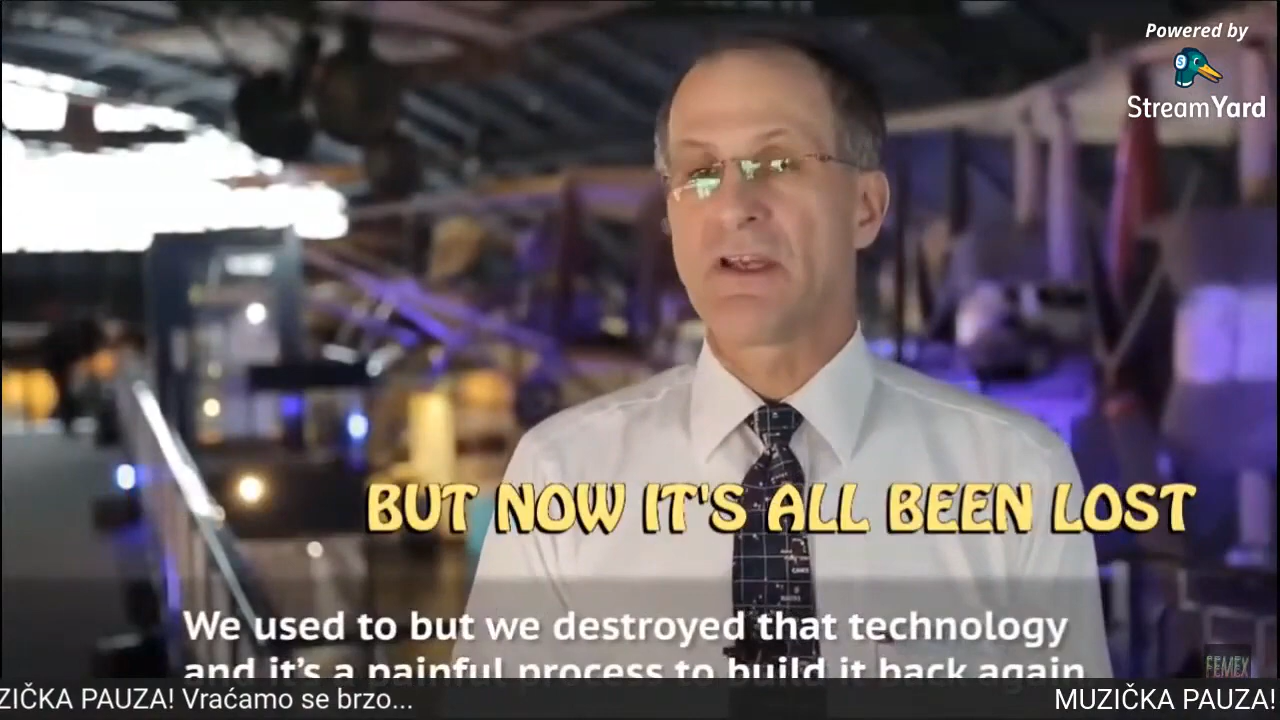 Powered by
StreamYard
BUT NOW IT'S ALL BEEN LOST
We used to but we destroyed that technology
and it's a painful process to build it back again
FEMEX
ZIČKA PAUZA! Vraćamo se brzo...
MUZIČKA PAUZA!